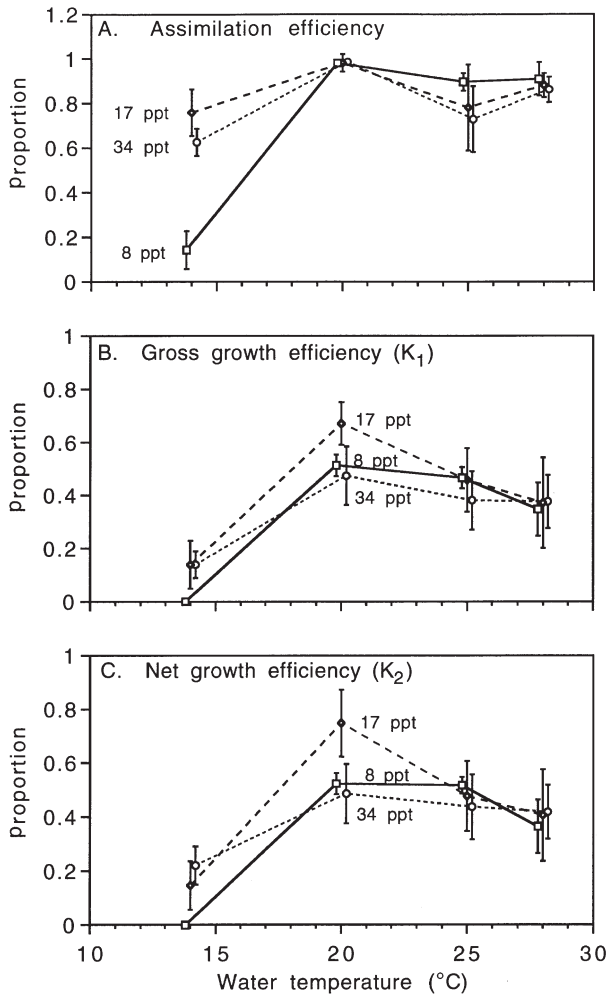 A. Assimilation efficiency
1.2
1
0.8
0.6
0.4
0.2
0
proportion
17 ppt
34 ppt
8 ppt
B. Gross growth efficiency (K1)
1
0.8
0.6
0.4
0.2
0
proportion
17 ppt
8 ppt
34 ppt
C. Net growth efficiency (K2)
1
0.8
0.6
0.4
0.2
0
proportion
17 ppt
8 ppt
34 ppt
10 15 20 25 30
Water temperature (°C)